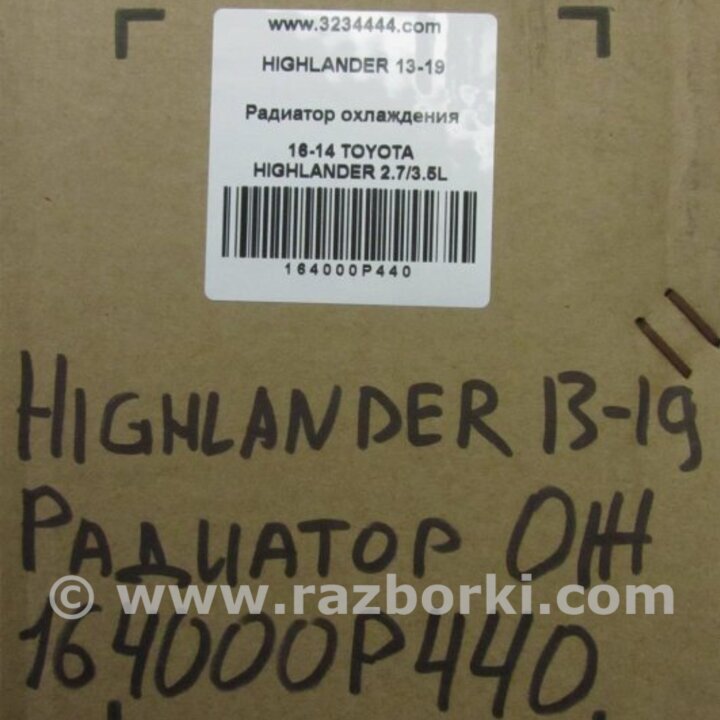 www.3234444.com
HIGHLANDER 13-19
Радиатор охлаждения
16-14 TOYOTA
HIGHLANDER 2.7/3.5L
164000P440
HIGHLANDER 13-19
РАДИАТОР ОЖ
© www.razborki.com
164000P440